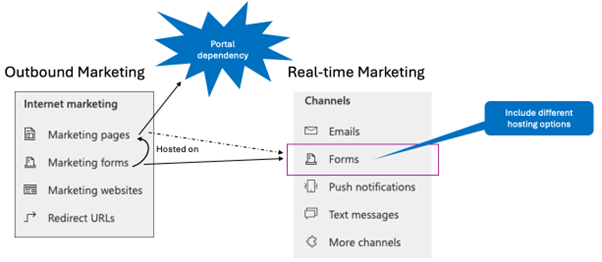 Portal
dependency
Outbound Marketing
Real-time Marketing
Internet marketing
Marketing pages
Hosted on
Marketing forms
Marketing websites
Redirect URLs
Channels
Emails
Forms
Push notifications
Text messages
More channels
Include different
hosting options